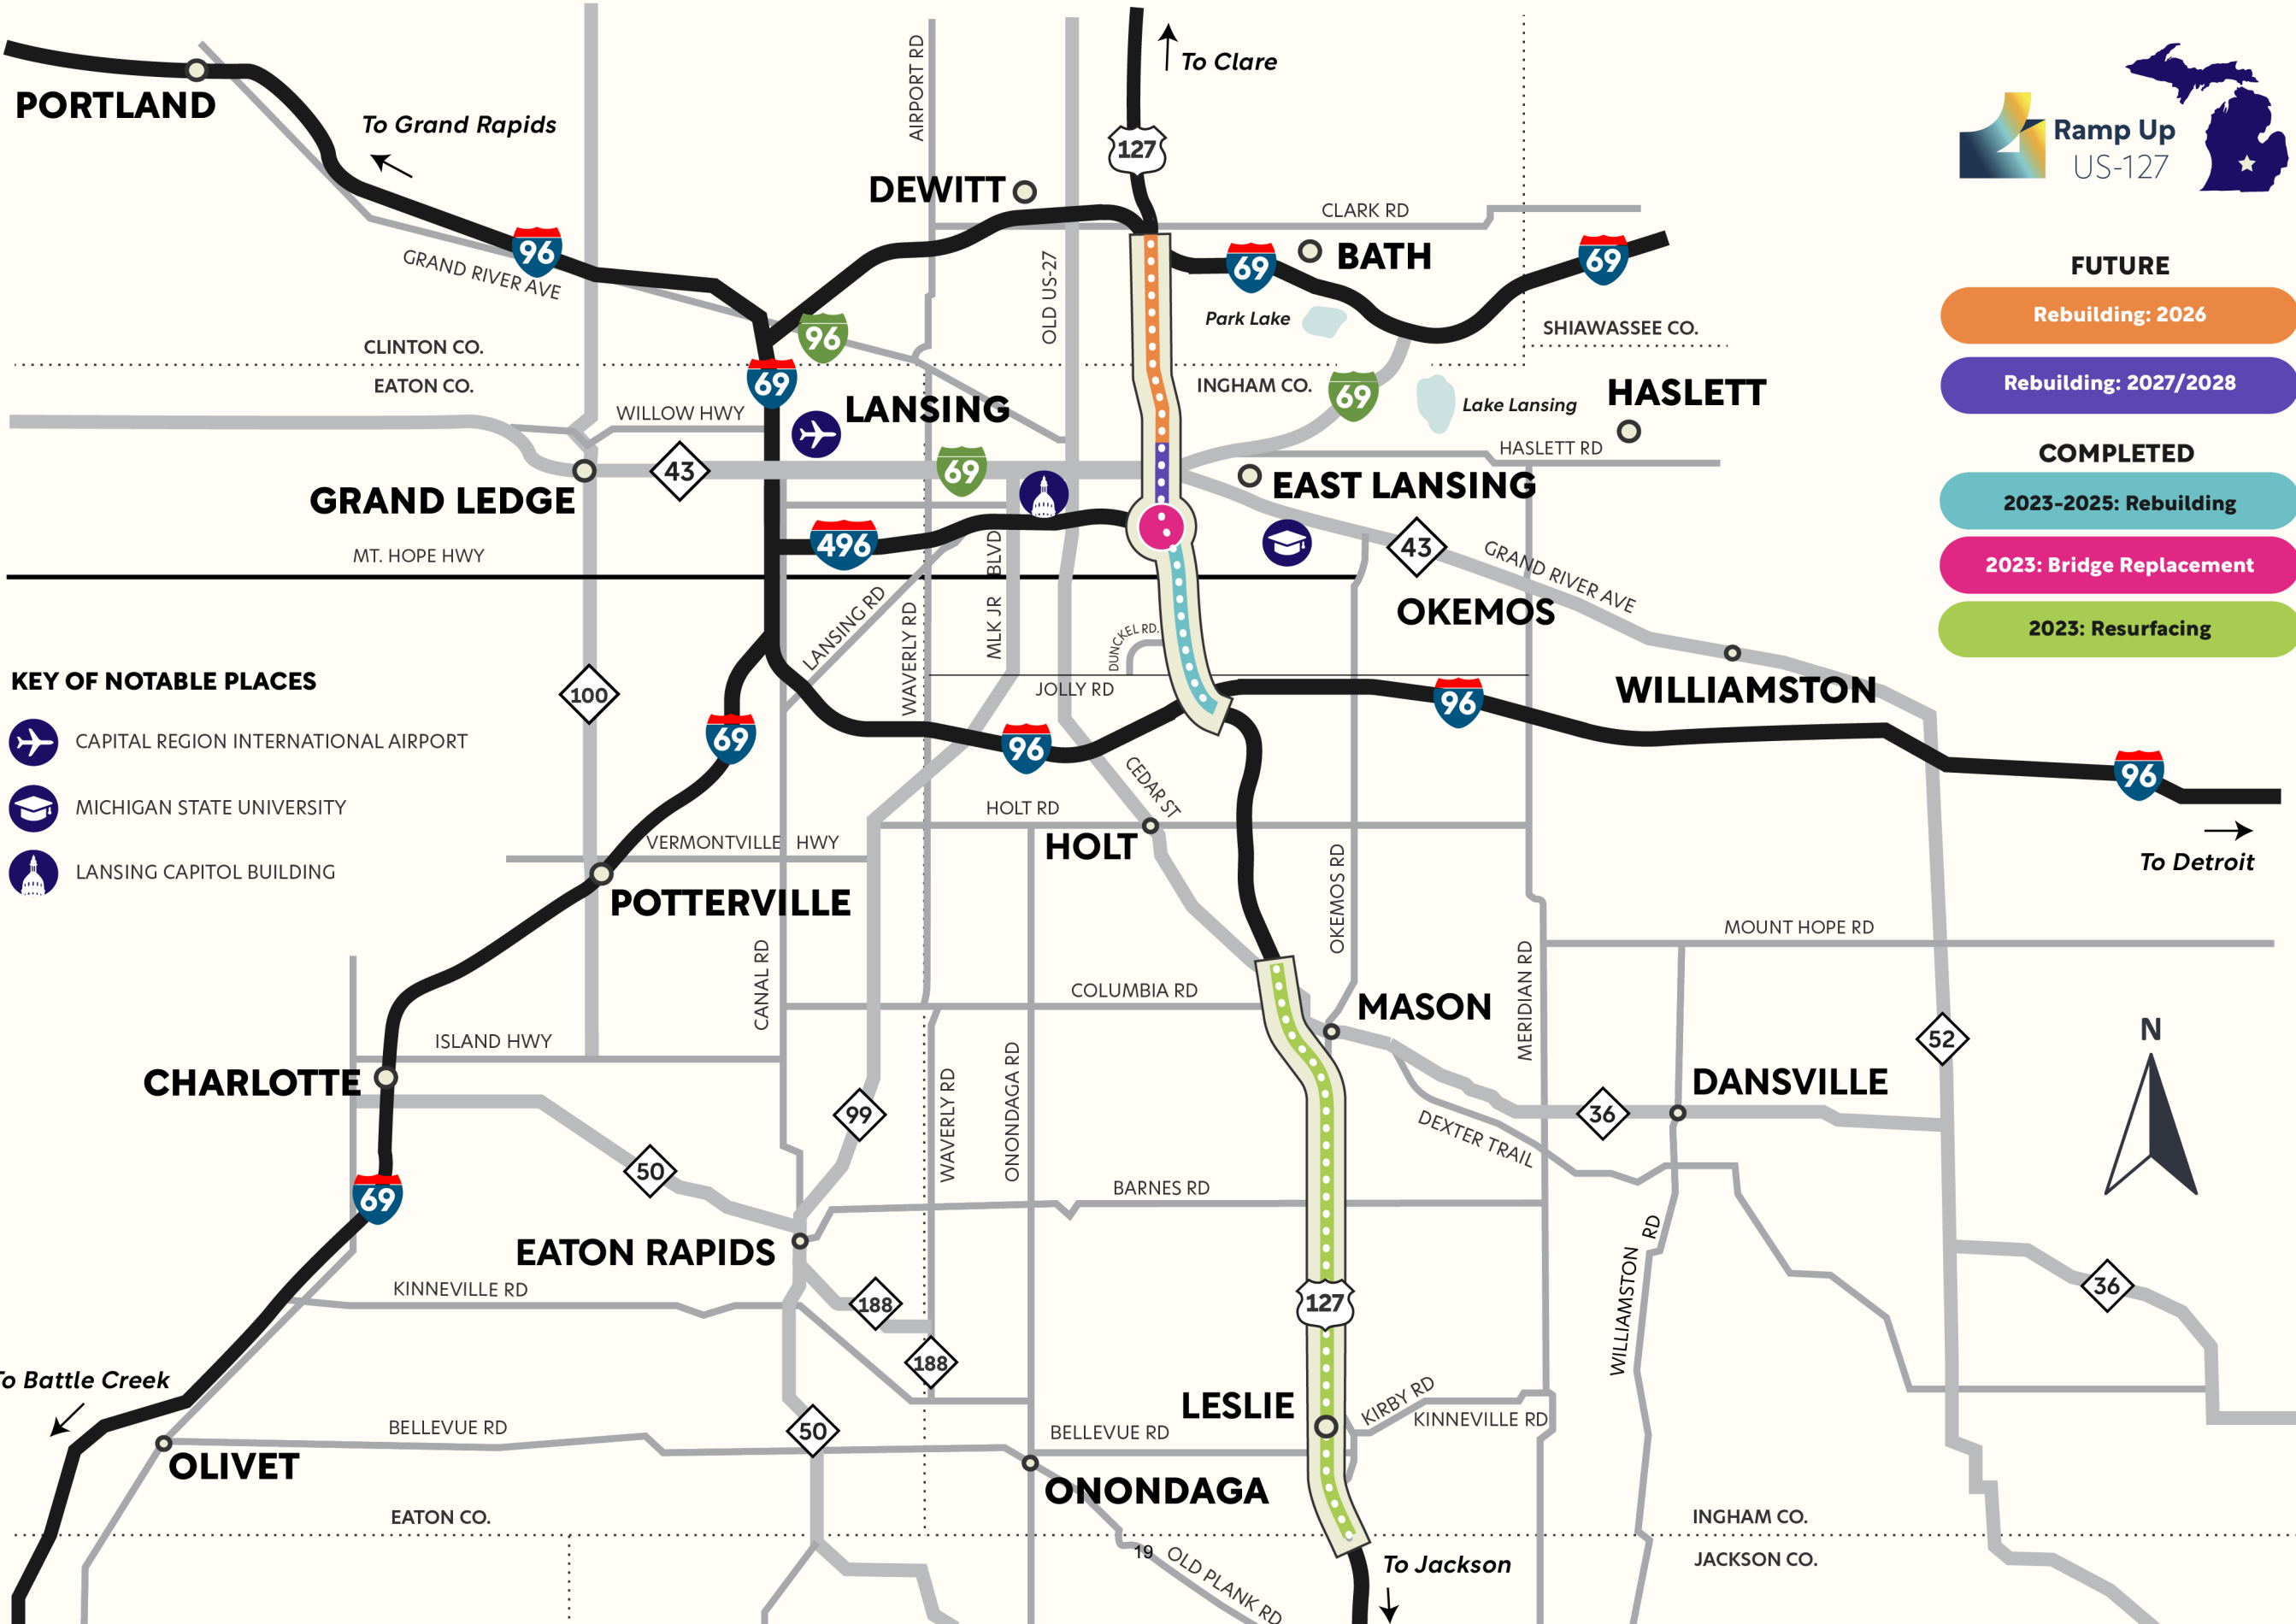 To Clare
AIRPORT RD
PORTLAND
To Grand Rapids
127
Ramp Up
US-127
DEWITT
CLARK RD
96
GRAND RIVER AVE
OLD US-27
69
BATH
69
FUTURE
Rebuilding: 2026
Park Lake
96
SHIAWASSEE CO.
CLINTON CO.
EATON CO.
69
INGHAM CO.
69
Lake Lansing
HASLETT
Rebuilding: 2027/2028
WILLOW HWY
LANSING
HASLETT RD
COMPLETED
43
69
GRAND LEDGE
EAST LANSING
2023-2025: Rebuilding
496
MT. HOPE HWY
MLK JR BLVD
43
GRAND RIVER AVE
2023: Bridge Replacement
OKEMOS
2023: Resurfacing
LANSING RD
WAVERLY RD
DUNCKEL RD.
KEY OF NOTABLE PLACES
100
JOLLY RD
WILLIAMSTON
CAPITAL REGION INTERNATIONAL AIRPORT
69
96
96
96
CEDAR ST
MICHIGAN STATE UNIVERSITY
HOLT RD
HOLT
VERMONTVILLE HWY
LANSING CAPITOL BUILDING
To Detroit
POTTERVILLE
OKEMOS RD
MOUNT HOPE RD
CANAL RD
COLUMBIA RD
MASON
MERIDIAN RD
ISLAND HWY
52
N
CHARLOTTE
ONONDAGA RD
WAVERLY RD
DANSVILLE
99
36
DEXTER TRAIL
50
69
BARNES RD
EATON RAPIDS
WILLIAMSTON RD
KINNEVILLE RD
188
127
36
188
To Battle Creek
LESLIE
KIRBY RD
KINNEVILLE RD
BELLEVUE RD
50
BELLEVUE RD
OLIVET
ONONDAGA
EATON CO.
INGHAM CO.
JACKSON CO.
19
OLD PLANK RD
To Jackson